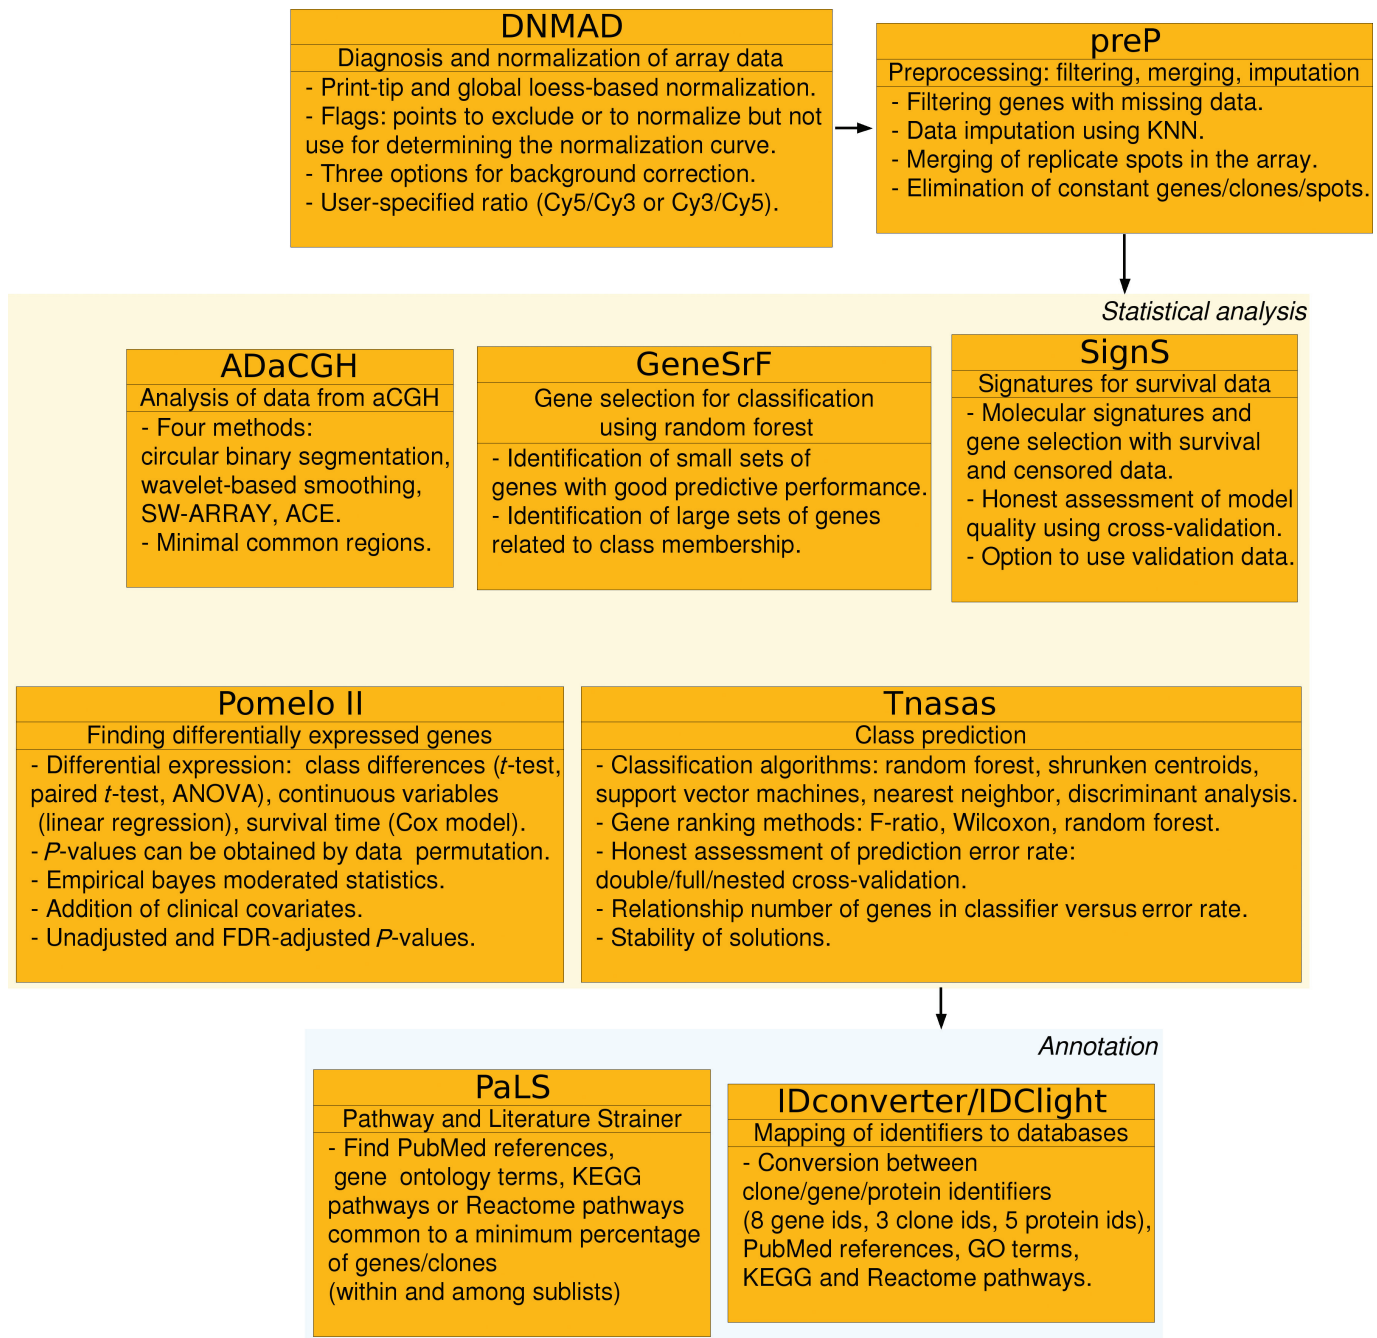 DNMAD
Diagnosis and normalization of array data
- Print-tip and global loess-based normalization.
- Flags: points to exclude or to normalize but not
use for determining the normalization curve.
- Three options for background correction.
- User-specified ratio (Cy5/Cy3 or Cy3/Cy5).
preP
Preprocessing: filtering, merging, imputation
- Filtering genes with missing data.
- Data imputation using KNN.
- Merging of replicate spots in the array.
- Elimination of constant genes/clones/spots.
Statistical analysis
ADaCGH
Analysis of data from aCGH
- Four methods:
circular binary segmentation,
wavelet-based smoothing,
SW-ARRAY, ACE.
- Minimal common regions.
GeneSrF
Gene selection for classification
using random forest
- Identification of small sets of
genes with good predictive performance.
- Identification of large sets of genes
related to class membership.
SignS
Signatures for survival data
- Molecular signatures and
gene selection with survival
and censored data.
- Honest assessment of model
quality using cross-validation.
- Option to use validation data.
Pomelo II
Finding differentially expressed genes
- Differential expression: class differences (t-test,
paired t-test, ANOVA), continuous variables
(linear regression), survival time (Cox model).
- P-values can be obtained by data permutation.
- Empirical bayes moderated statistics.
- Addition of clinical covariates.
- Unadjusted and FDR-adjusted P-values.
Tnasas
Class prediction
- Classification algorithms: random forest, shrunken centroids,
support vector machines, nearest neighbor, discriminant analysis.
- Gene ranking methods: F-ratio, Wilcoxon, random forest.
- Honest assessment of prediction error rate:
double/full/nested cross-validation.
- Relationship number of genes in classifier versus error rate.
- Stability of solutions.
Annotation
PaLS
Pathway and Literature Strainer
- Find PubMed references,
gene ontology terms, KEGG
pathways or Reactome pathways
common to a minimum percentage
of genes/clones
(within and among sublists)
IDconverter/IDClight
Mapping of identifiers to databases
- Conversion between
clone/gene/protein identifiers
(8 gene ids, 3 clone ids, 5 protein ids),
PubMed references, GO terms,
KEGG and Reactome pathways.